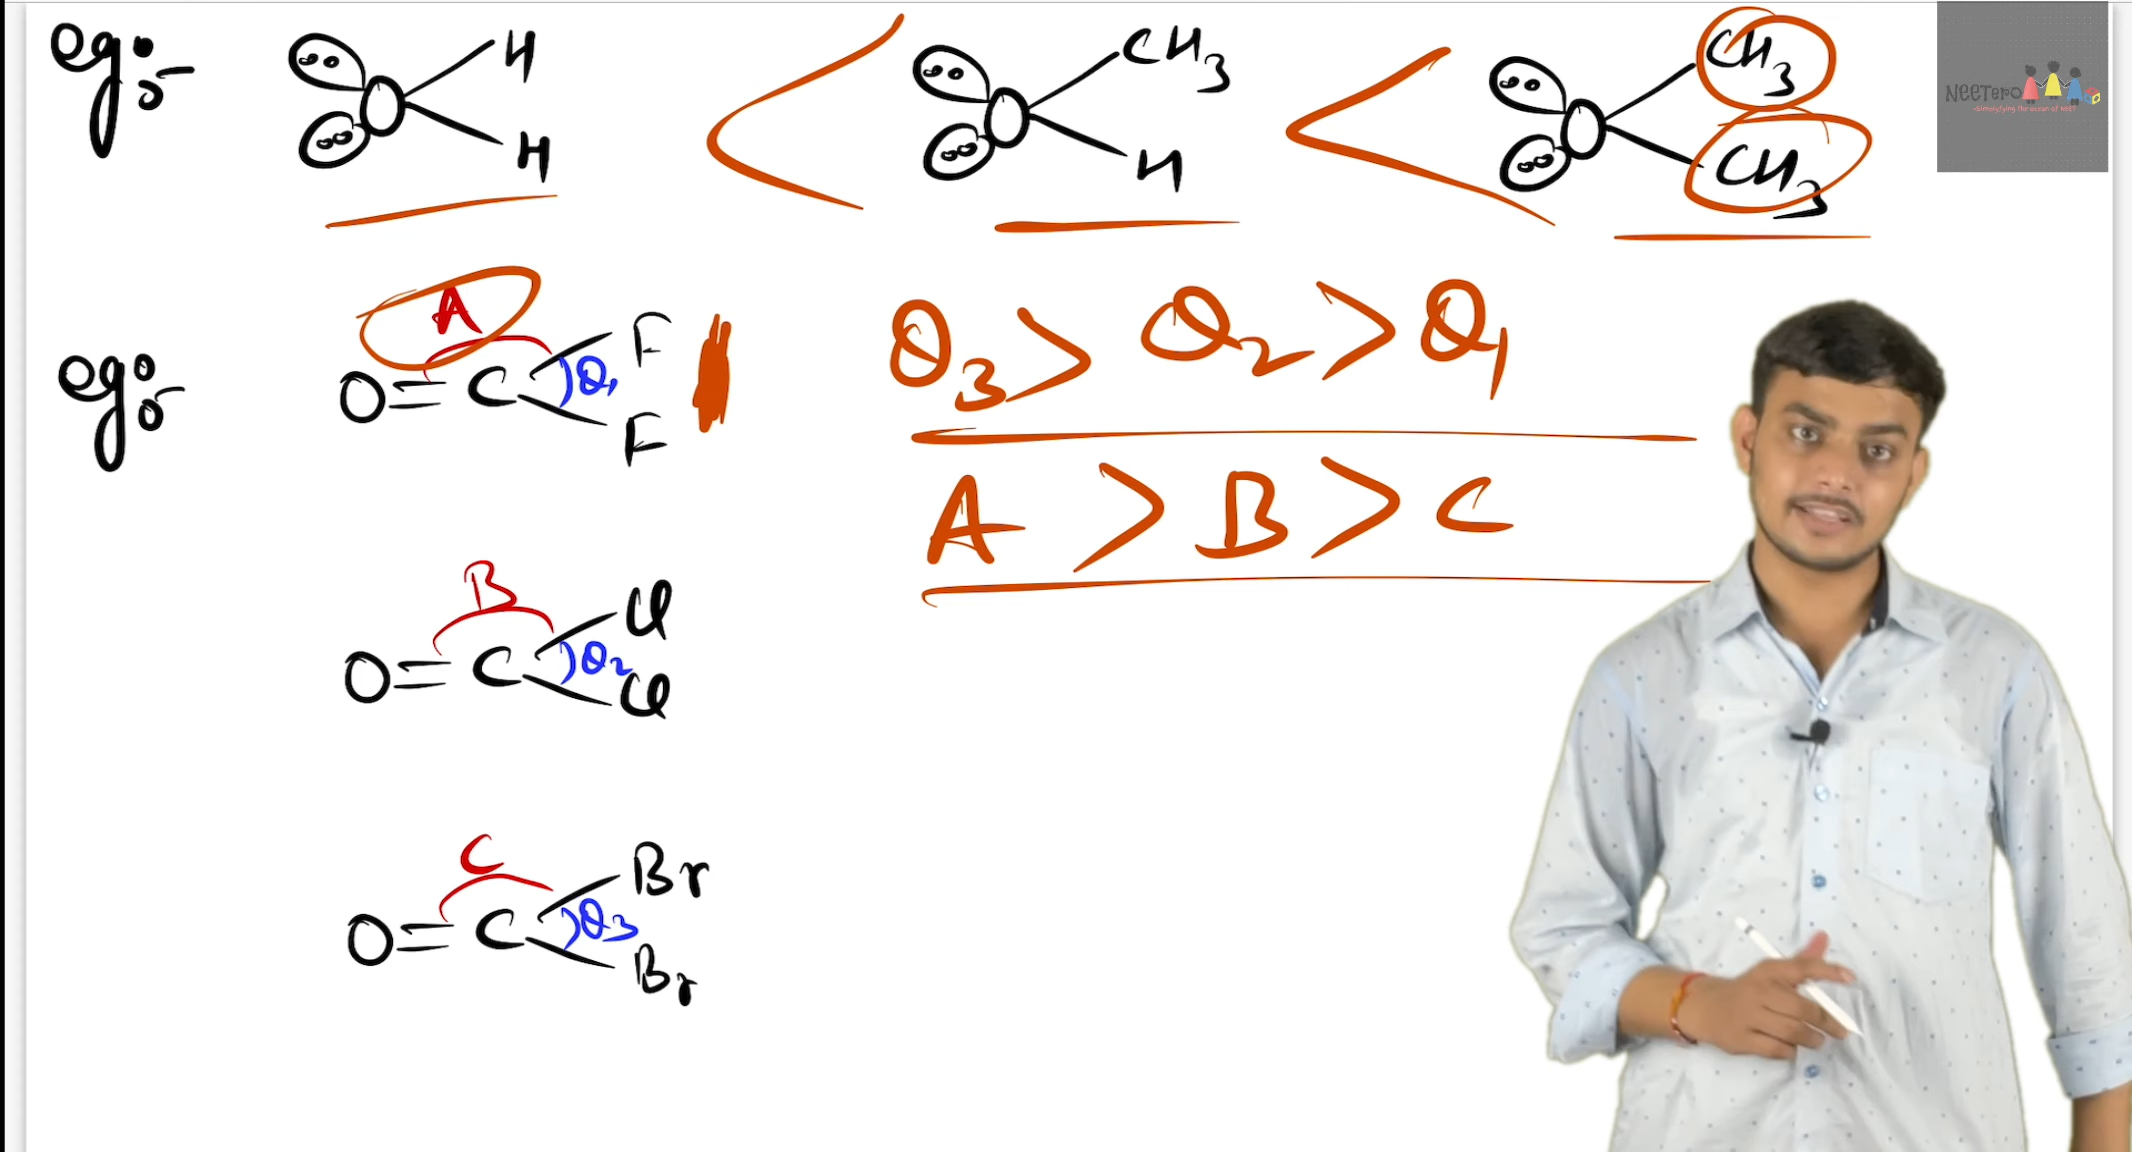 eg:-
O H H < O CH3 H < O CH3 CH3
NEETero
eg:-
A
O=C F F θ1
θ3 > θ2 > θ1
A > B > C
B
O=C Cl Cl θ2
C
O=C Br Br θ3